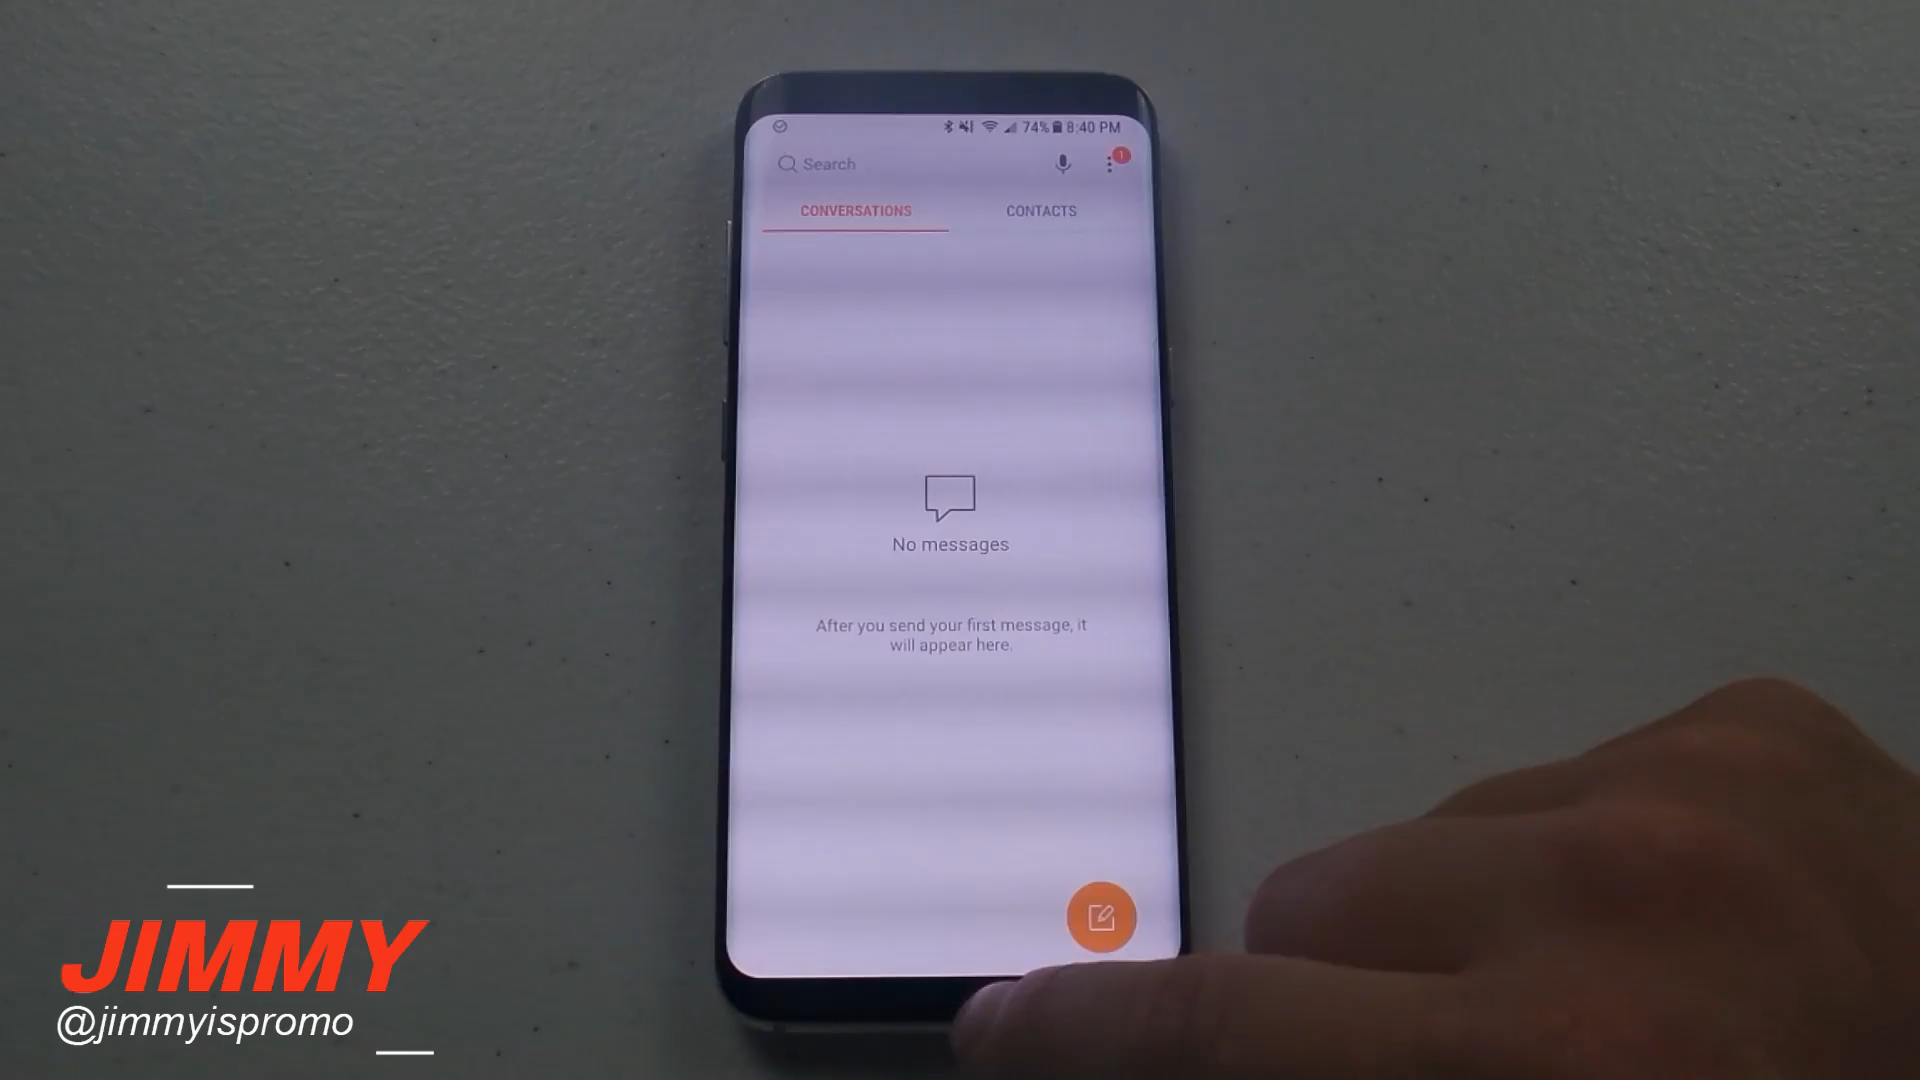 74% 8:40 PM
Search
1
CONVERSATIONS CONTACTS
No messages
After you send your first message, it
will appear here.
JIMMY
@jimmyispromo